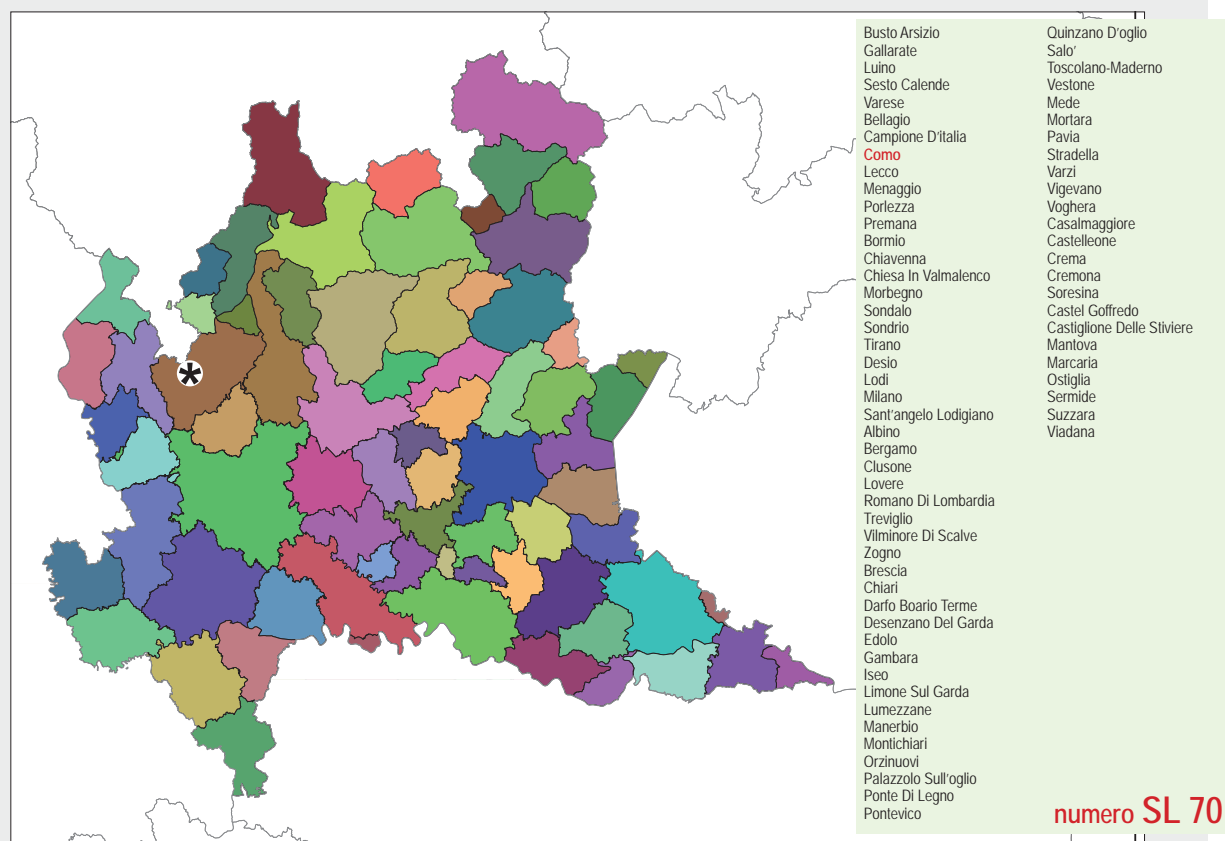 Busto Arsizio
Gallarate
Luino
Sesto Calende
Varese
Bellagio
Campione D'italia
Como
Lecco
Menaggio
Porlezza
Premana
Bormio
Chiavenna
Chiesa In Valmalenco
Morbegno
Sondalo
Sondrio
Tirano
Desio
Lodi
Milano
Sant'angelo Lodigiano
Albino
Bergamo
Clusone
Lovere
Romano Di Lombardia
Treviglio
Vilminore Di Scalve
Zogno
Brescia
Chiari
Darfo Boario Terme
Desenzano Del Garda
Edolo
Gambara
Iseo
Limone Sul Garda
Lumezzane
Manerbio
Montichiari
Orzinuovi
Palazzolo Sull'oglio
Ponte Di Legno
Pontevico
Quinzano D'oglio
Salo'
Toscolano-Maderno
Vestone
Mede
Mortara
Pavia
Stradella
Varzi
Vigevano
Voghera
Casalmaggiore
Castelleone
Crema
Cremona
Soresina
Castel Goffredo
Castiglione Delle Stiviere
Mantova
Marcaria
Ostiglia
Sermide
Suzzara
Viadana
numero SL 70
*